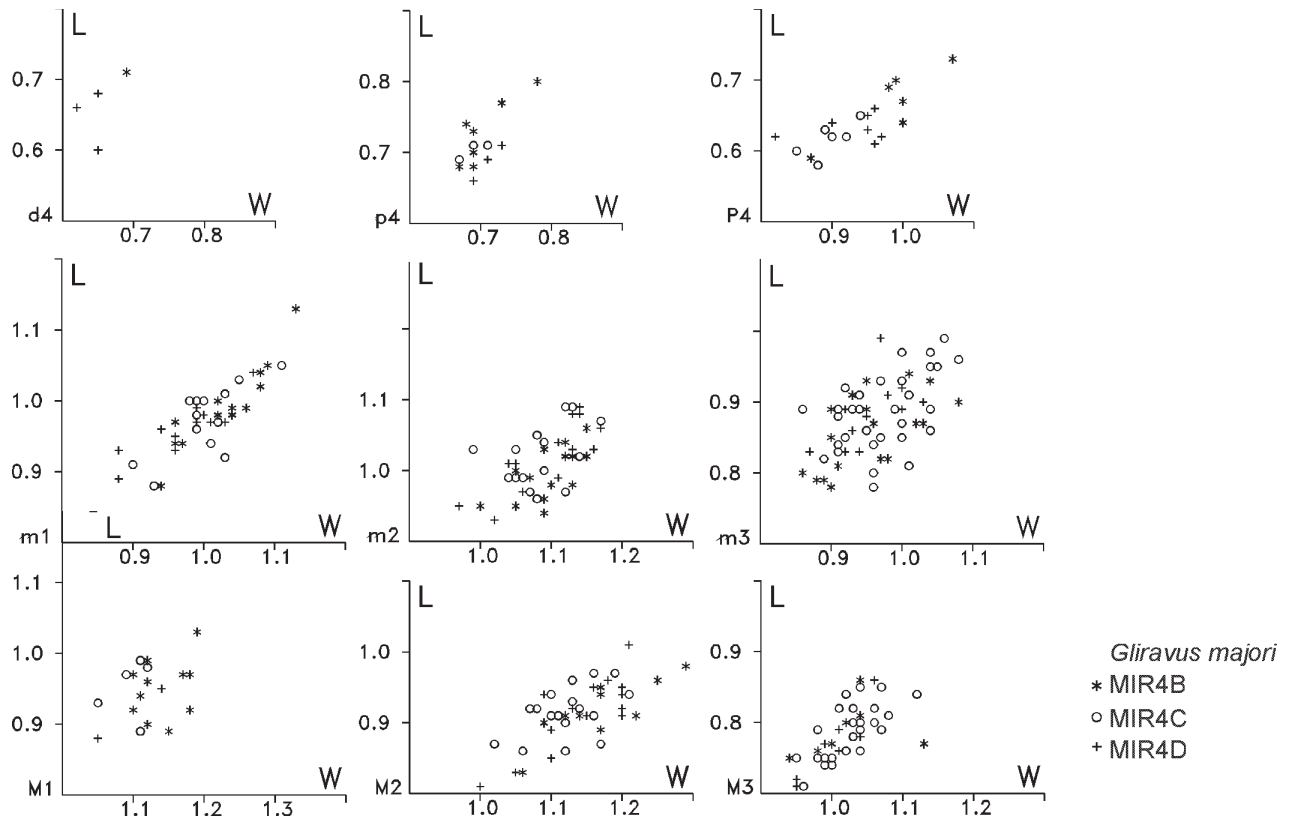 L
0.7
0.6
d4
W
0.7 0.8
L
0.8
0.7
p4
W
0.7 0.8
L
0.7
0.6
P4
W
0.9 1.0
L
1.1
1.0
0.9
m1
W
0.9 1.0 1.1
L
1.1
1.0
m2
W
1.0 1.1 1.2
L
0.9
0.8
m3
W
0.9 1.0 1.1
L
1.1
1.0
0.9
M1
W
1.1 1.2 1.3
L
1.0
0.9
M2
W
1.0 1.1 1.2
L
0.9
0.8
M3
W
1.0 1.1 1.2
Gliravus majori
* MIR4B
○ MIR4C
+ MIR4D